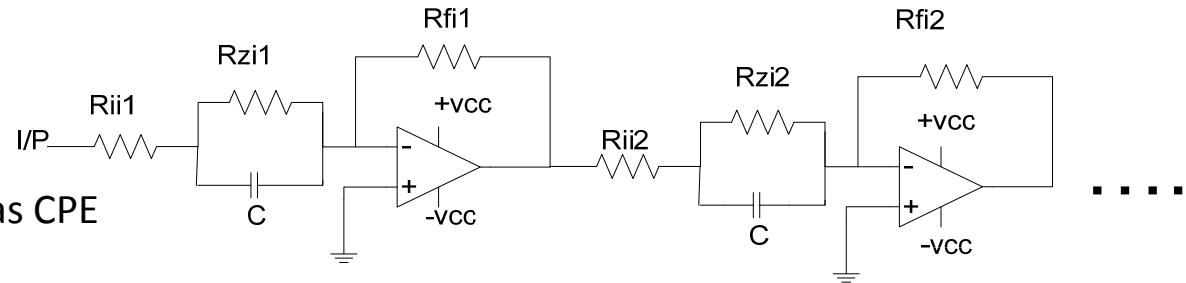 Rfi1
Rfi2
Rzi1
Rzi2
Rii1
+vcc
+vcc
I/P
-
Rii2
-
+
+
as CPE
C
-vcc
C
-vcc
....